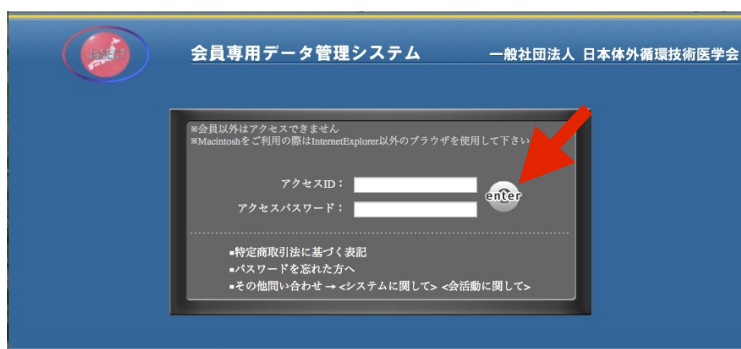 JaSECT
会員専用データ管理システム
一般社団法人 日本体外循環技術医学会
※会員以外はアクセスできません
※Macintoshをご利用の際はInternetExplorer以外のブラウザを使用して下さい
アクセスID：
enter
アクセスパスワード：
■特定商取引法に基づく表記
■パスワードを忘れた方へ
■その他問い合わせ → <システムに関して> <会活動に関して>